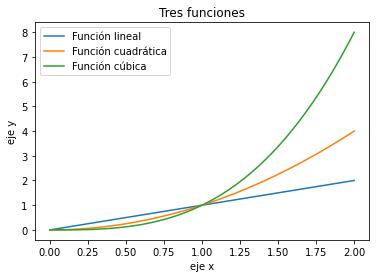 Tres funciones
Función lineal
Función cuadrática
Función cúbica
eje y
8
7
6
5
4
3
2
1
0
0.00 0.25 0.50 0.75 1.00 1.25 1.50 1.75 2.00
eje x